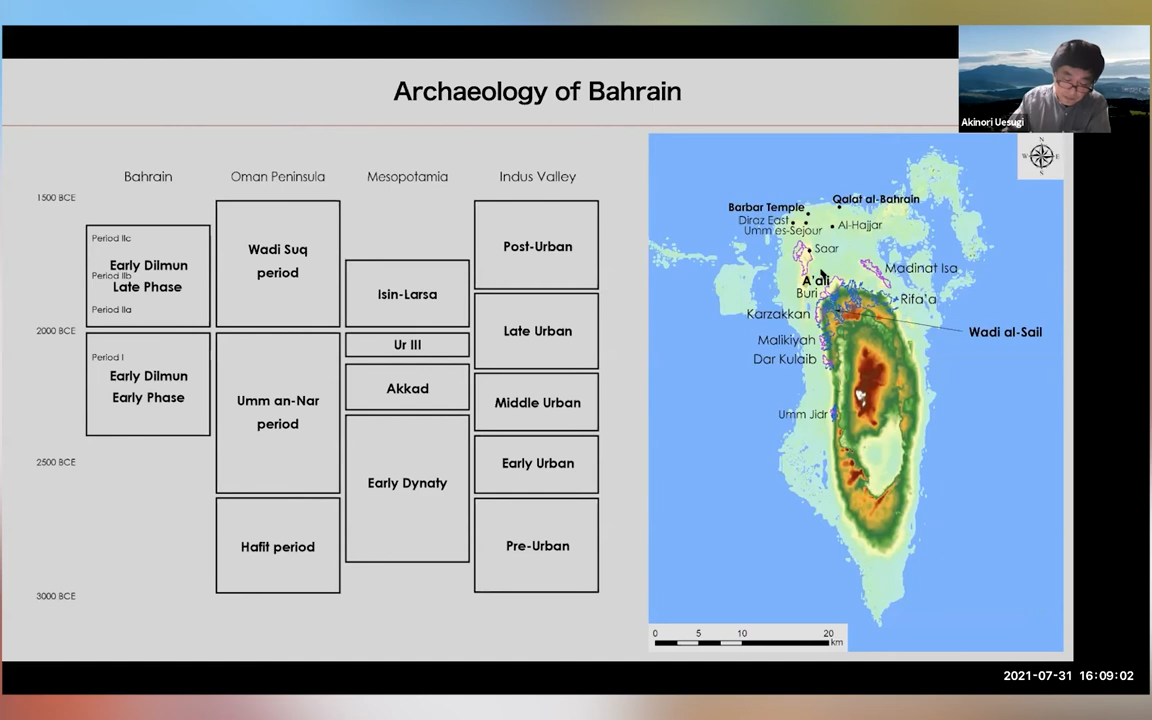 Archaeology of Bahrain
Akinori Uesugi
Bahrain
Oman Peninsula
Mesopotamia
Indus Valley
1500 BCE
2000 BCE
2500 BCE
3000 BCE
Period IIc
Early Dilmun
Period IIb
Late Phase
Period IIa
Period I
Early Dilmun
Early Phase
Wadi Suq
period
Umm an-Nar
period
Hafit period
Isin-Larsa
Ur III
Akkad
Early Dynaty
Post-Urban
Late Urban
Middle Urban
Early Urban
Pre-Urban
N
W
E
S
Qalat al-Bahrain
Barbar Temple
Diraz East
Umm es-Sejour
Al-Hajjar
Saar
Madinat Isa
A'ali
Buri
Rifa'a
Karzakkan
Wadi al-Sail
Malikiyah
Dar Kulaib
Umm Jidr
0 5 10 20
km
2021-07-31 16:09:02